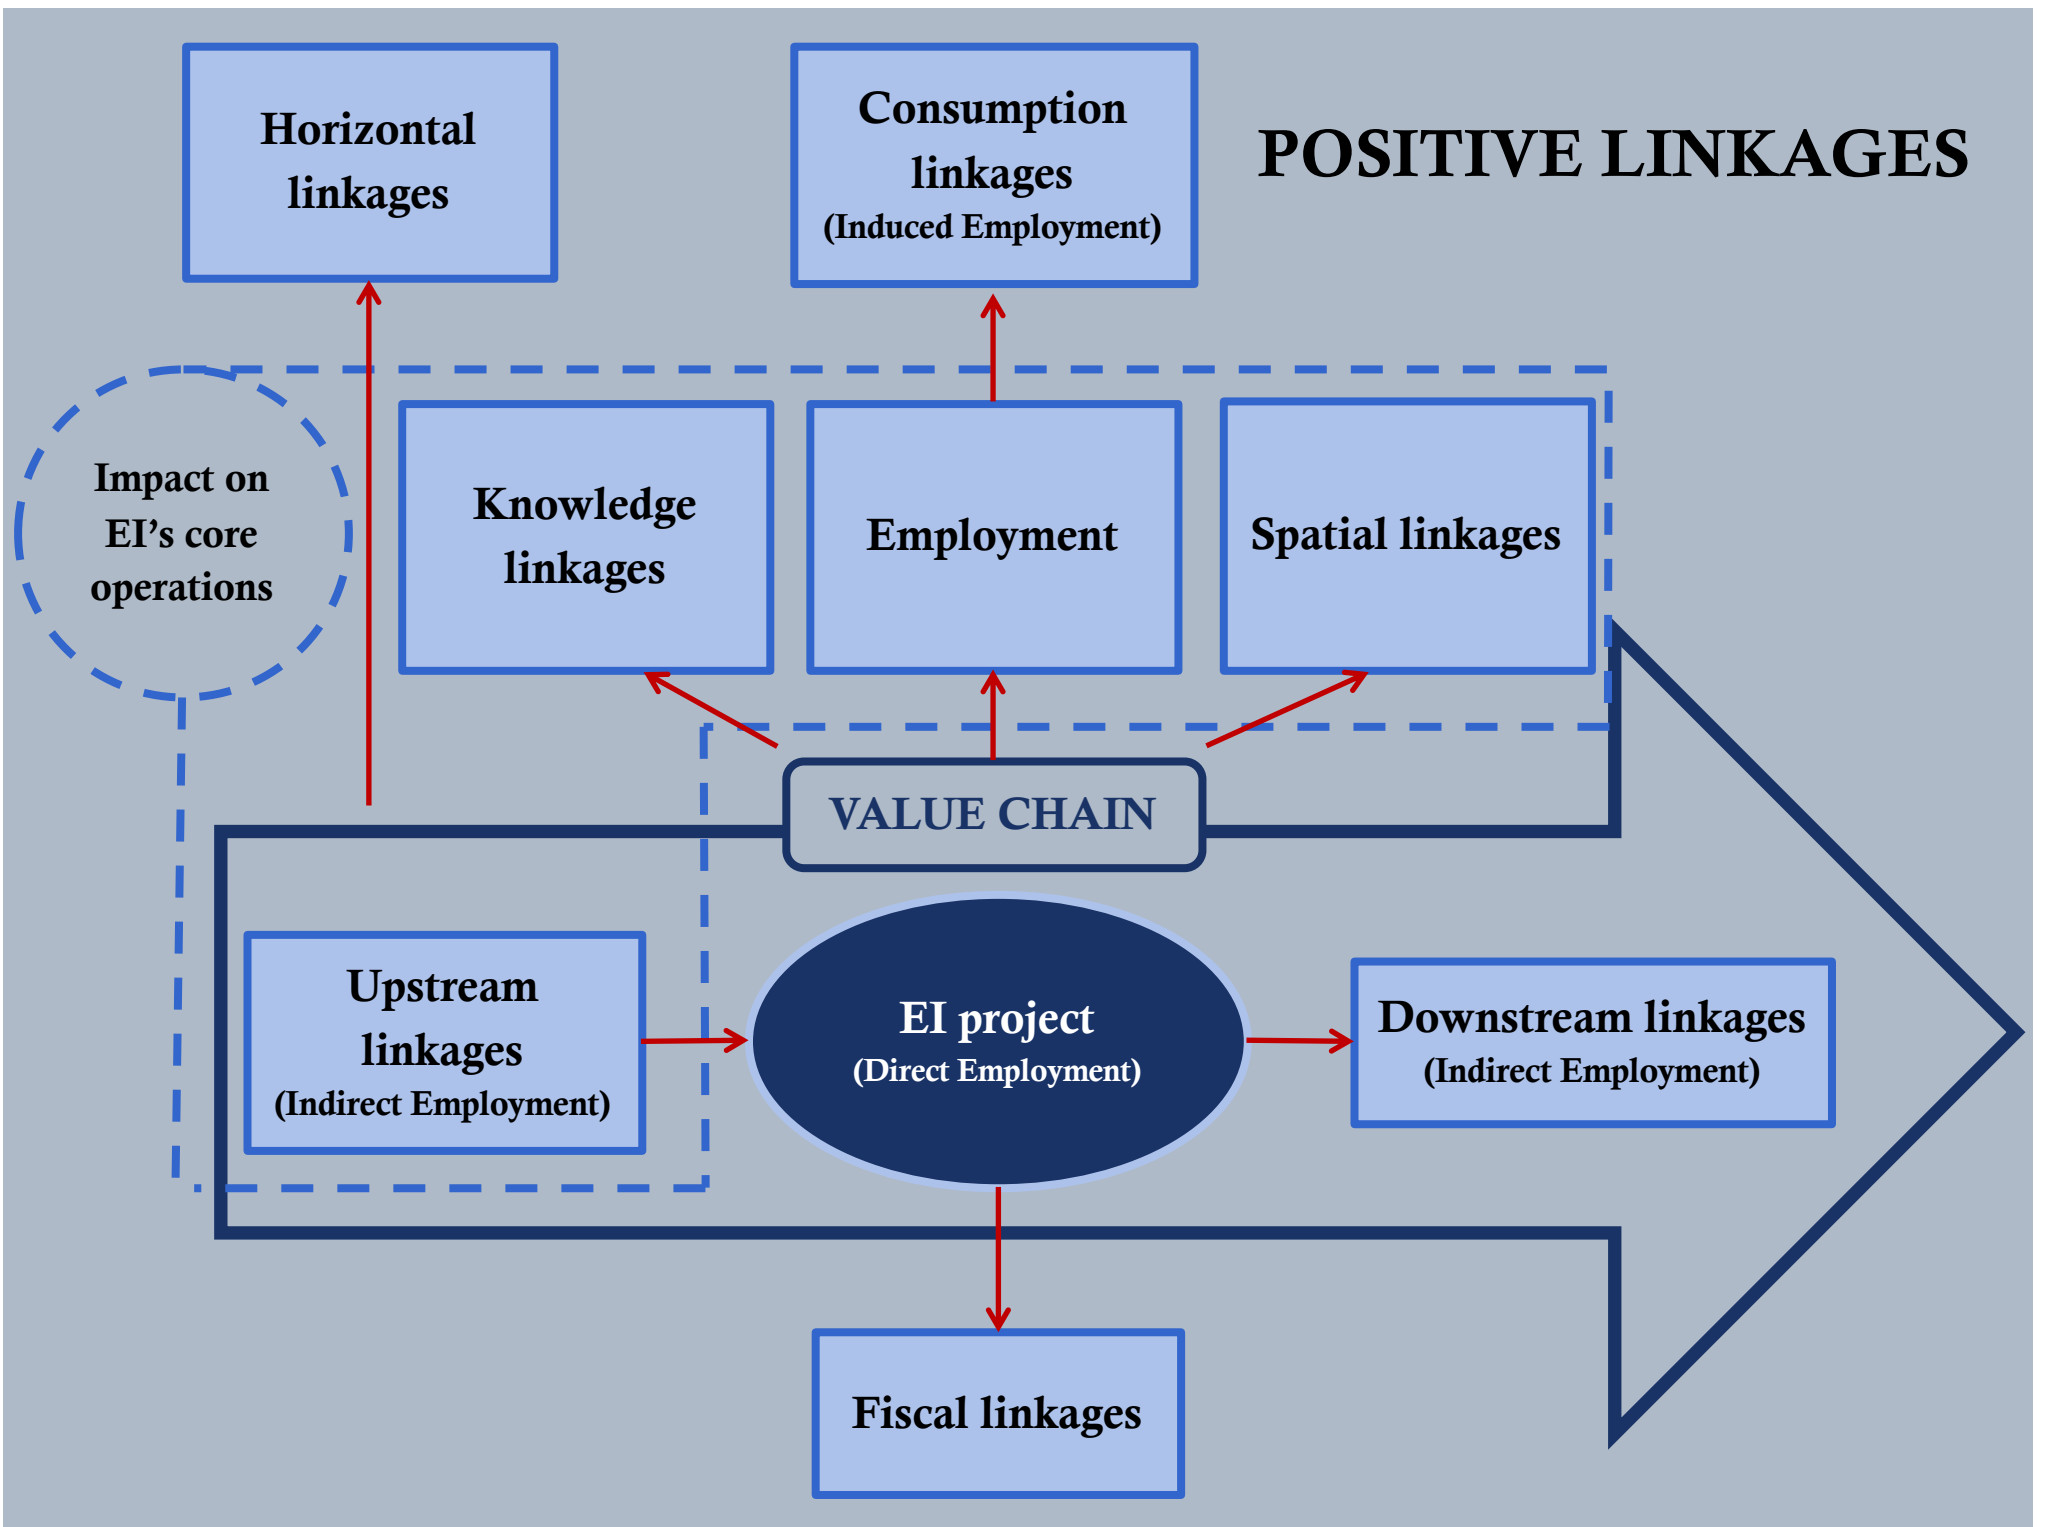 Horizontal
linkages
Consumption
linkages
(Induced Employment)
POSITIVE LINKAGES
Impact on
EI’s core
operations
Knowledge
linkages
Employment
Spatial linkages
VALUE CHAIN
Upstream
linkages
(Indirect Employment)
EI project
(Direct Employment)
Downstream linkages
(Indirect Employment)
Fiscal linkages